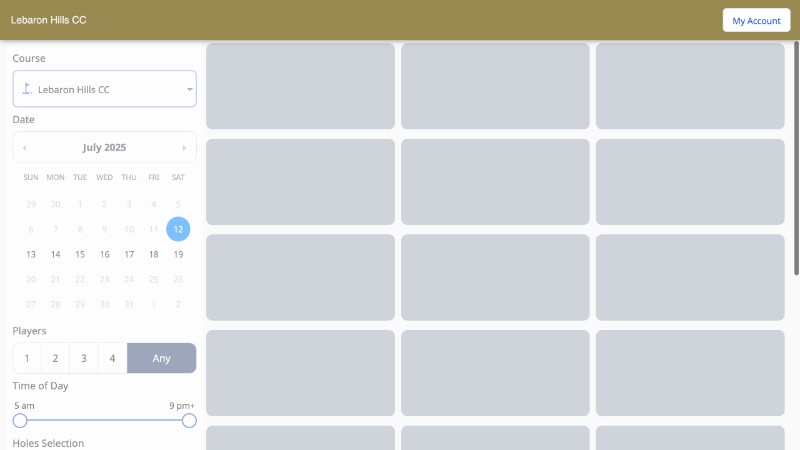 Lebaron Hills CC
My Account
Course
Lebaron Hills CC
Date
July 2025
SUN MON TUE WED THU FRI SAT
29 30 1 2 3 4 5
6 7 8 9 10 11 12
13 14 15 16 17 18 19
20 21 22 23 24 25 26
27 28 29 30 31 1 2
Players
1 2 3 4 Any
Time of Day
5 am 9 pm+
Holes Selection